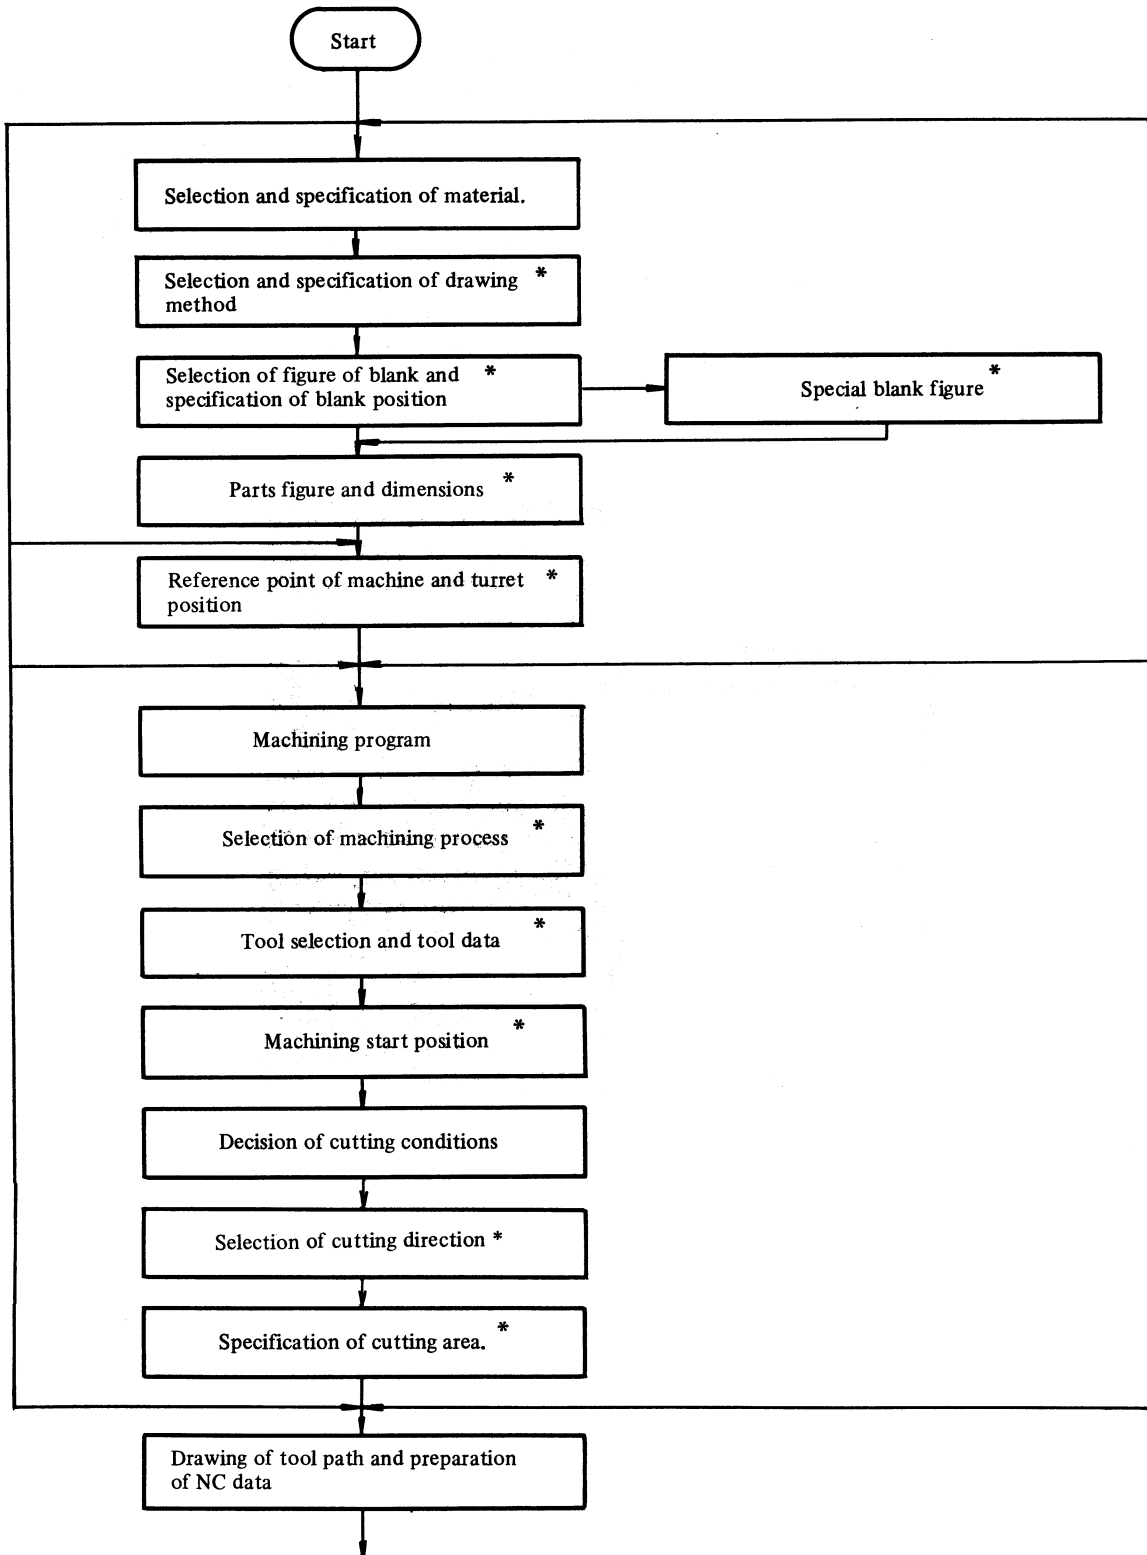 Start
Selection and specification of material.
Selection and specification of drawing *
method
Selection of figure of blank and *
specification of blank position
Special blank figure *
Parts figure and dimensions *
Reference point of machine and turret *
position
Machining program
Selection of machining process *
Tool selection and tool data *
Machining start position *
Decision of cutting conditions
Selection of cutting direction *
Specification of cutting area. *
Drawing of tool path and preparation
of NC data